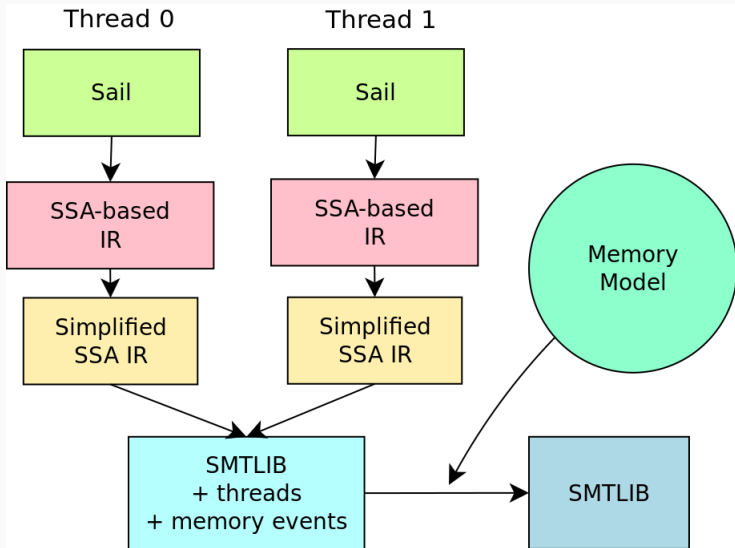 Thread 0
Thread 1
Sail
Sail
SSA-based
IR
SSA-based
IR
Memory
Model
Simplified
SSA IR
Simplified
SSA IR
SMTLIB
+ threads
+ memory events
SMTLIB